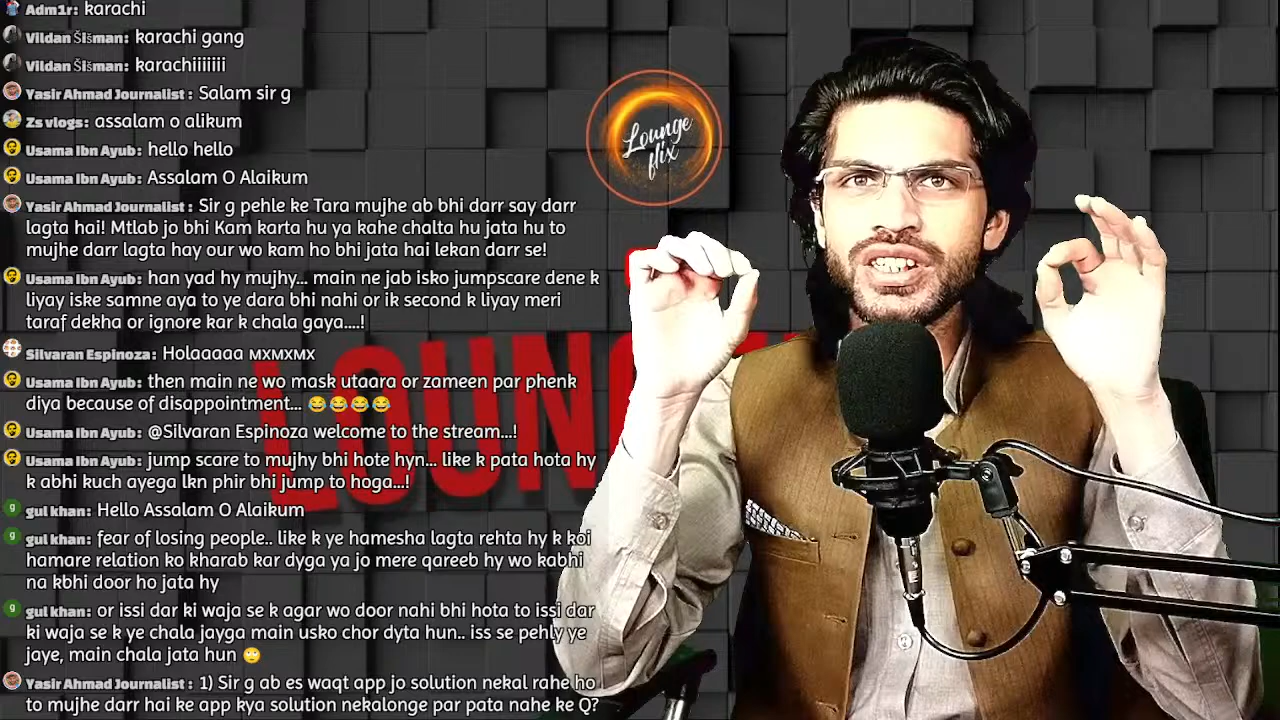 Adm1r: karachi
Vildan Šišman: karachi gang
Vildan Šišman: karachiiiiiii
Yasir Ahmad Journalist : Salam sir g
Zs vlogs: assalam o alikum
Usama Ibn Ayub: hello hello
Usama Ibn Ayub: Assalam O Alaikum
Yasir Ahmad Journalist : Sir g pehle ke Tara mujhe ab bhi darr say darr
lagta hai! Mtlab jo bhi Kam karta hu ya kahe chalta hu jata hu to
mujhe darr lagta hay our wo kam ho bhi jata hai lekan darr se!
Usama Ibn Ayub: han yad hy mujhy... main ne jab isko jumpscare dene k
liyay iske samne aya to ye dara bhi nahi or ik second k liyay meri
taraf dekha or ignore kar k chala gaya....!
Silvaran Espinoza: Holaaaaa мxмxмx
Usama Ibn Ayub: then main ne wo mask utaara or zameen par phenk
diya because of disappointment... 😂😂😂😂
Usama Ibn Ayub: @Silvaran Espinoza welcome to the stream...!
Usama Ibn Ayub: jump scare to mujhy bhi hote hyn... like k pata hota hy
k abhi kuch ayega lkn phir bhi jump to hoga...!
gul khan: Hello Assalam O Alaikum
gul khan: fear of losing people.. like k ye hamesha lagta rehta hy k koi
hamare relation ko kharab kar dyga ya jo mere qareeb hy wo kabhi
na kbhi door ho jata hy
gul khan: or issi dar ki waja se k agar wo door nahi bhi hota to issi dar
ki waja se k ye chala jayga main usko chor dyta hun.. iss se pehly ye
jaye, main chala jata hun 🙄
Yasir Ahmad Journalist : 1) Sir g ab es waqt app jo solution nekal rahe ho
to mujhe darr hai ke app kya solution nekalonge par pata nahe ke Q?
Lounge
flix